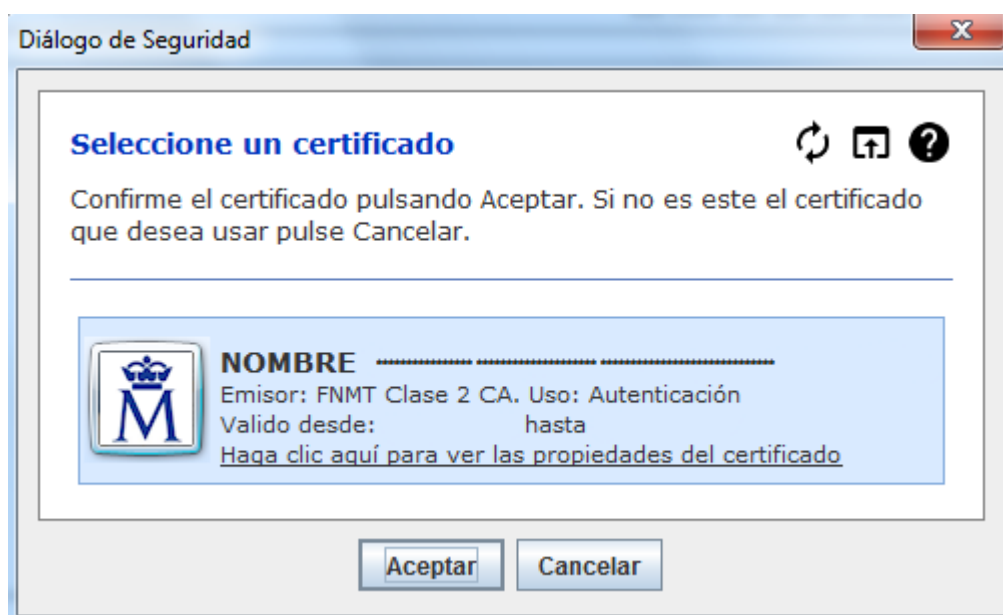 Diálogo de Seguridad
Seleccione un certificado
Confirme el certificado pulsando Aceptar. Si no es este el certificado
que desea usar pulse Cancelar.
NOMBRE
Emisor: FNMT Clase 2 CA. Uso: Autenticación
Valido desde: hasta
Haga clic aquí para ver las propiedades del certificado
M
Aceptar Cancelar